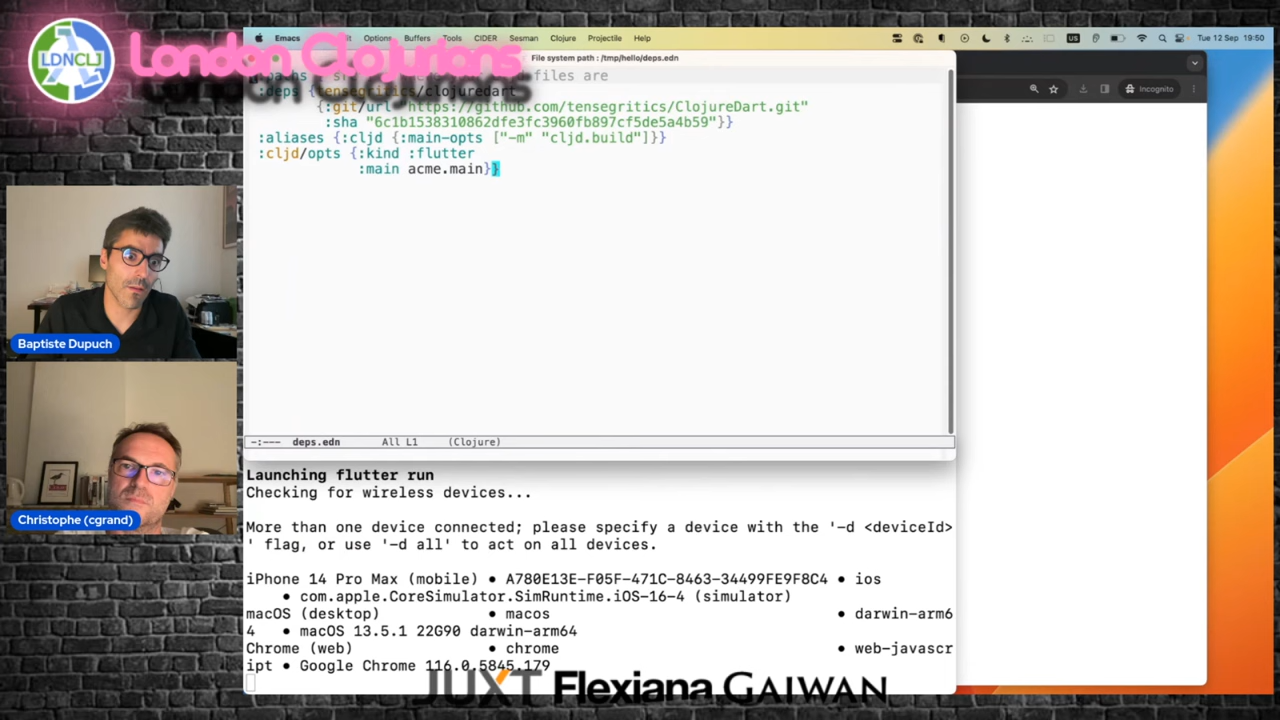 LDNCLJ
London Clojurians
Emacs
Options Buffers Tools CIDER Sesman Clojure Projectile Help
US
Tue 12 Sep 19:50
File system path : /tmp/hello/deps.edn
files are
:deps {tensegritics/clojuredart
{:git/url "https://github.com/tensegritics/ClojureDart.git"
:sha "6c1b1538310862dfe3fc3960fb897cf5de5a4b59"}}
:aliases {:cljd {:main-opts ["-m" "cljd.build"]}}
:cljd/opts {:kind :flutter
:main acme.main}}
Incognito
-:--- deps.edn All L1 (Clojure)
Baptiste Dupuch
Christophe (cgrand)
Launching flutter run
Checking for wireless devices...
More than one device connected; please specify a device with the '-d <deviceId>
' flag, or use '-d all' to act on all devices.
iPhone 14 Pro Max (mobile) • A780E13E-F05F-471C-8463-34499FE9F8C4 • ios
• com.apple.CoreSimulator.SimRuntime.iOS-16-4 (simulator)
macOS (desktop) • macos • darwin-arm6
4 • macOS 13.5.1 22G90 darwin-arm64
Chrome (web) • chrome • web-javascr
ipt • Google Chrome 116.0.5845.179
JUXT Flexiana GAIWAN